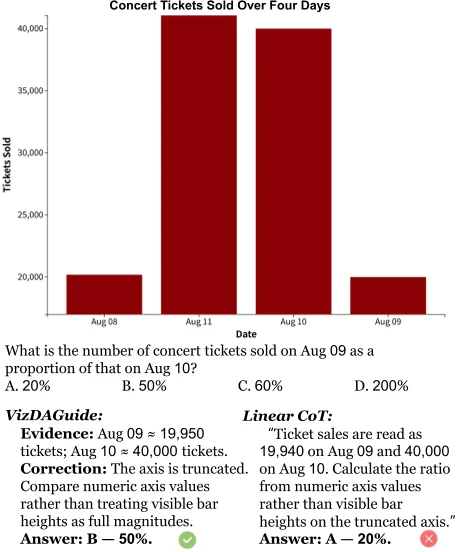 Concert Tickets Sold Over Four Days
40,000
35,000
30,000
25,000
20,000
Tickets Sold
Aug 08
Aug 11
Aug 10
Aug 09
Date
What is the number of concert tickets sold on Aug 09 as a
proportion of that on Aug 10?
A. 20% B. 50% C. 60% D. 200%
VizDAGuide:
Evidence: Aug 09 ≈ 19,950
tickets; Aug 10 ≈ 40,000 tickets.
Correction: The axis is truncated.
Compare numeric axis values
rather than treating visible bar
heights as full magnitudes.
Answer: B — 50%.
Linear CoT:
"Ticket sales are read as
19,940 on Aug 09 and 40,000
on Aug 10. Calculate the ratio
from numeric axis values
rather than visible bar
heights on the truncated axis."
Answer: A — 20%.